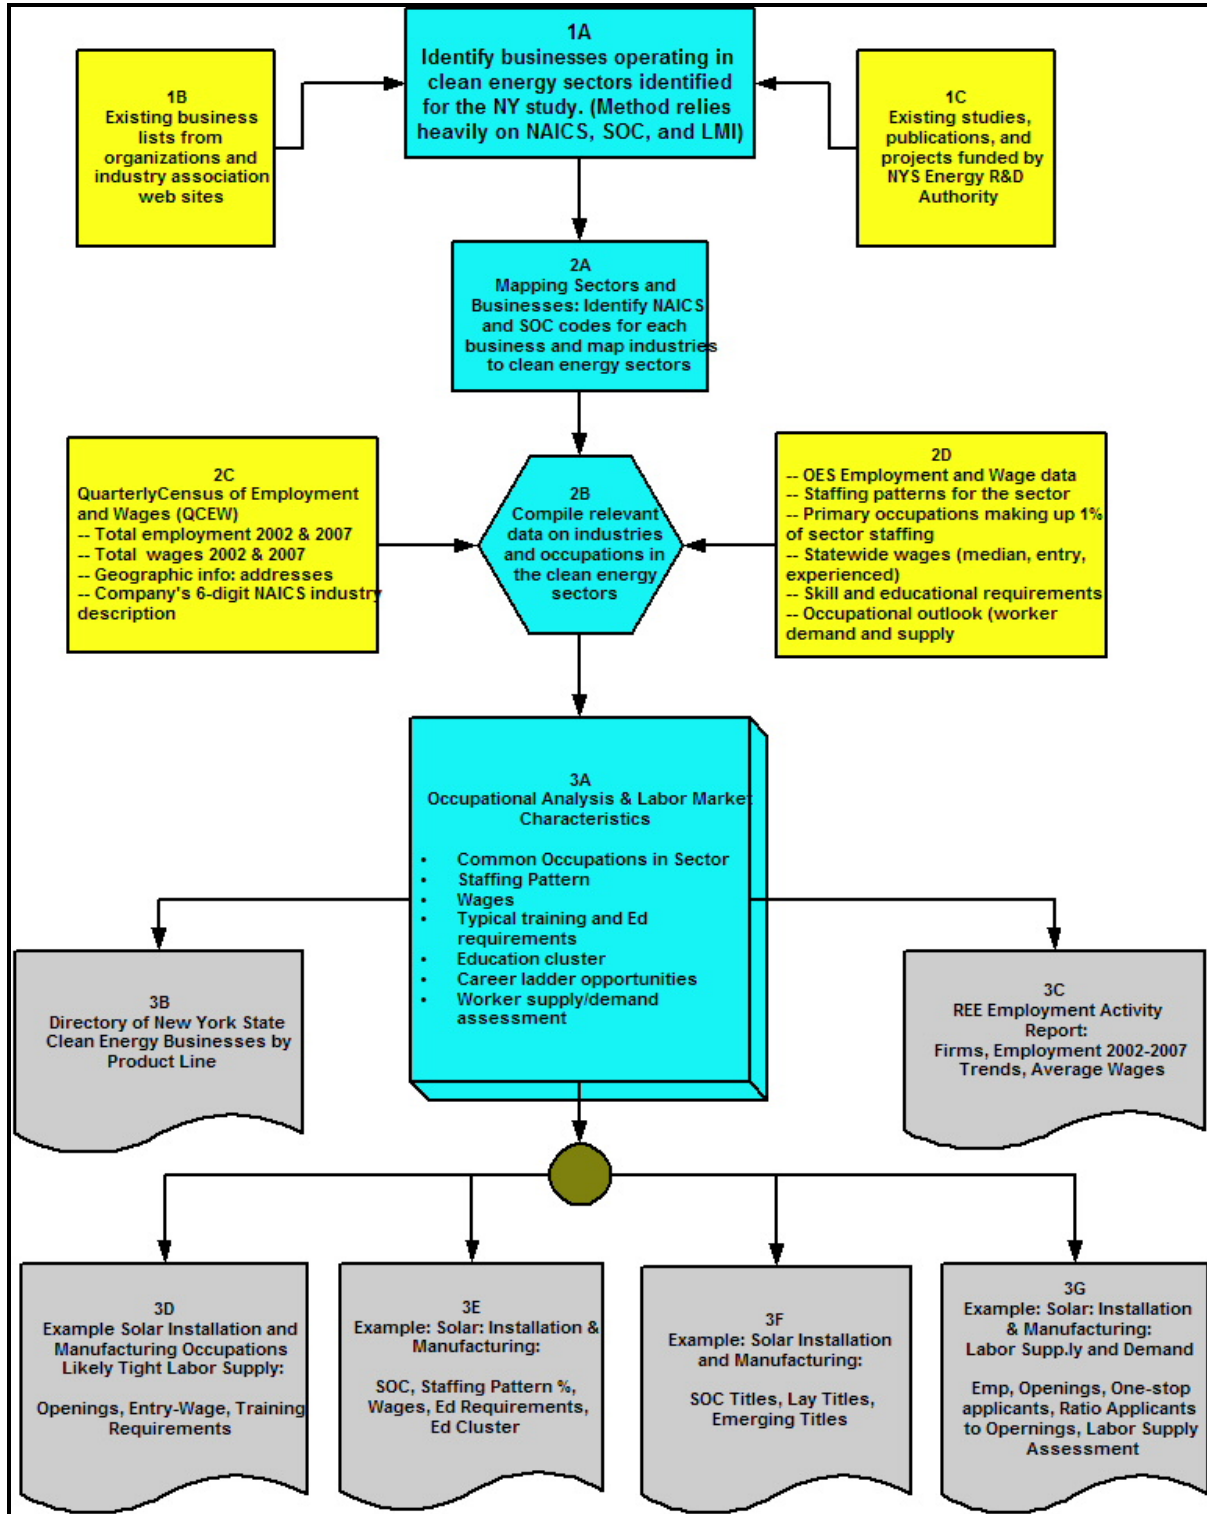 1A
Identify businesses operating in
clean energy sectors identified
for the NY study. (Method relies
heavily on NAICS, SOC, and LMI)
1B
Existing business
lists from
organizations and
industry association
web sites
1C
Existing studies,
publications, and
projects funded by
NYS Energy R&D
Authority
2A
Mapping Sectors and
Businesses: Identify NAICS
and SOC codes for each
business and map industries
to clean energy sectors
2C
QuarterlyCensus of Employment
and Wages (QCEW)
-- Total employment 2002 & 2007
-- Total wages 2002 & 2007
-- Geographic info: addresses
-- Company's 6-digit NAICS industry
description
2B
Compile relevant
data on industries
and occupations in
the clean energy
sectors
2D
-- OES Employment and Wage data
-- Staffing patterns for the sector
-- Primary occupations making up 1%
of sector staffing
-- Statewide wages (median, entry,
experienced)
-- Skill and educational requirements
-- Occupational outlook (worker
demand and supply
3A
Occupational Analysis & Labor Market
Characteristics
• Common Occupations in Sector
• Staffing Pattern
• Wages
• Typical training and Ed
requirements
• Education cluster
• Career ladder opportunities
• Worker supply/demand
assessment
3B
Directory of New York State
Clean Energy Businesses by
Product Line
3C
REE Employment Activity
Report:
Firms, Employment 2002-2007
Trends, Average Wages
3D
Example Solar Installation and
Manufacturing Occupations
Likely Tight Labor Supply:
Openings, Entry-Wage, Training
Requirements
3E
Example: Solar: Installation &
Manufacturing:
SOC, Staffing Pattern %,
Wages, Ed Requirements,
Ed Cluster
3F
Example: Solar Installation
and Manufacturing:
SOC Titles, Lay Titles,
Emerging Titles
3G
Example: Solar: Installation
& Manufacturing:
Labor Supp.ly and Demand
Emp, Openings, One-stop
applicants, Ratio Applicants
to Opernings, Labor Supply
Assessment